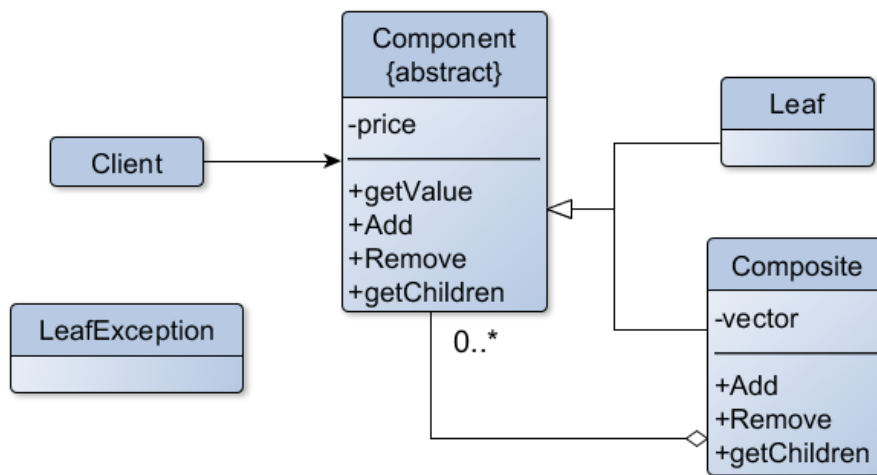 Component
{abstract}
-price
+getValue
+Add
+Remove
+getChildren
Client
LeafException
0..*
Leaf
Composite
-vector
+Add
+Remove
+getChildren